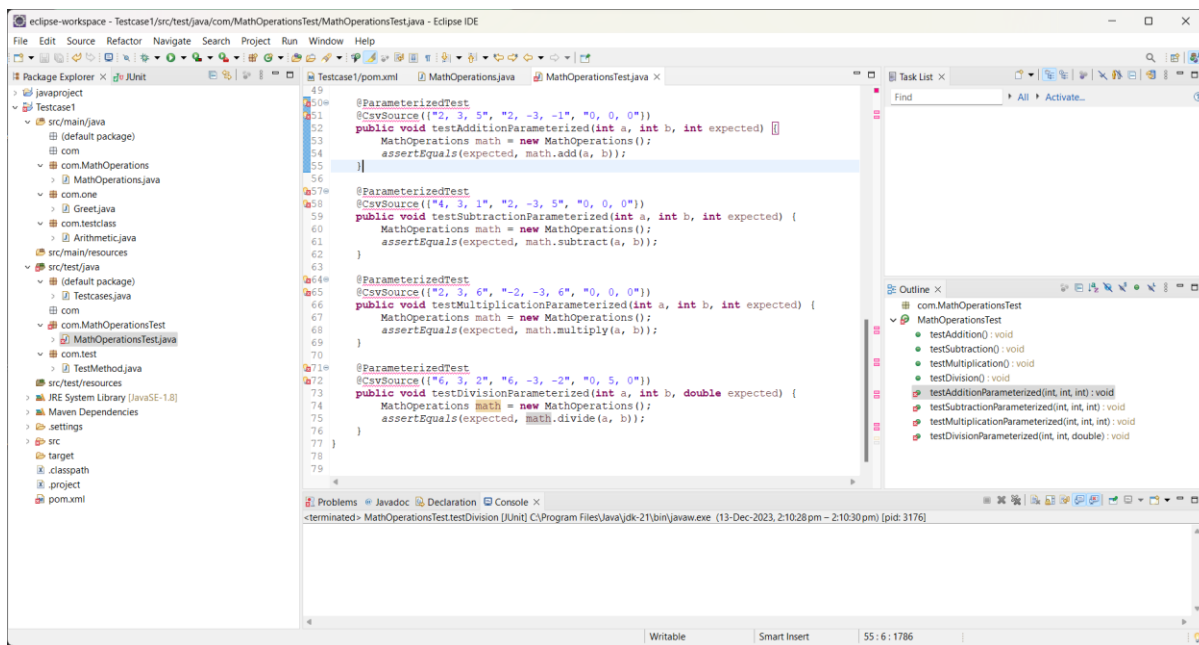 eclipse-workspace - Testcase1/src/test/java/com/MathOperationsTest/MathOperationsTest.java - Eclipse IDE
File Edit Source Refactor Navigate Search Project Run Window Help
Package Explorer
JUnit
javaproject
Testcase1
src/main/java
(default package)
com
com.MathOperations
MathOperations.java
com.one
Greet.java
com.testclass
Arithmetic.java
src/main/resources
src/test/java
(default package)
Testcases.java
com
com.MathOperationsTest
MathOperationsTest.java
com.test
TestMethod.java
src/test/resources
JRE System Library [JavaSE-1.8]
Maven Dependencies
.settings
src
target
.classpath
.project
pom.xml
Testcase1/pom.xml
MathOperations.java
MathOperationsTest.java
49
50 @ParameterizedTest
51 @CsvSource({"2, 3, 5", "2, -3, -1", "0, 0, 0"})
52 public void testAdditionParameterized(int a, int b, int expected) {
53 MathOperations math = new MathOperations();
54 assertEquals(expected, math.add(a, b));
55 }
56
57 @ParameterizedTest
58 @CsvSource({"4, 3, 1", "2, -3, 5", "0, 0, 0"})
59 public void testSubtractionParameterized(int a, int b, int expected) {
60 MathOperations math = new MathOperations();
61 assertEquals(expected, math.subtract(a, b));
62 }
63
64 @ParameterizedTest
65 @CsvSource({"2, 3, 6", "-2, -3, 6", "0, 0, 0"})
66 public void testMultiplicationParameterized(int a, int b, int expected) {
67 MathOperations math = new MathOperations();
68 assertEquals(expected, math.multiply(a, b));
69 }
70
71 @ParameterizedTest
72 @CsvSource({"6, 3, 2", "6, -3, -2", "0, 5, 0"})
73 public void testDivisionParameterized(int a, int b, double expected) {
74 MathOperations math = new MathOperations();
75 assertEquals(expected, math.divide(a, b));
76 }
77 }
78
79
Task List
Find
All
Activate...
Outline
com.MathOperationsTest
MathOperationsTest
testAddition() : void
testSubtraction() : void
testMultiplication() : void
testDivision() : void
testAdditionParameterized(int, int, int) : void
testSubtractionParameterized(int, int, int) : void
testMultiplicationParameterized(int, int, int) : void
testDivisionParameterized(int, int, double) : void
Problems
Javadoc
Declaration
Console
<terminated> MathOperationsTest.testDivision [JUnit] C:\Program Files\Java\jdk-21\bin\javaw.exe (13-Dec-2023, 2:10:28 pm – 2:10:30 pm) [pid: 3176]
Writable
Smart Insert
55 : 6 : 1786